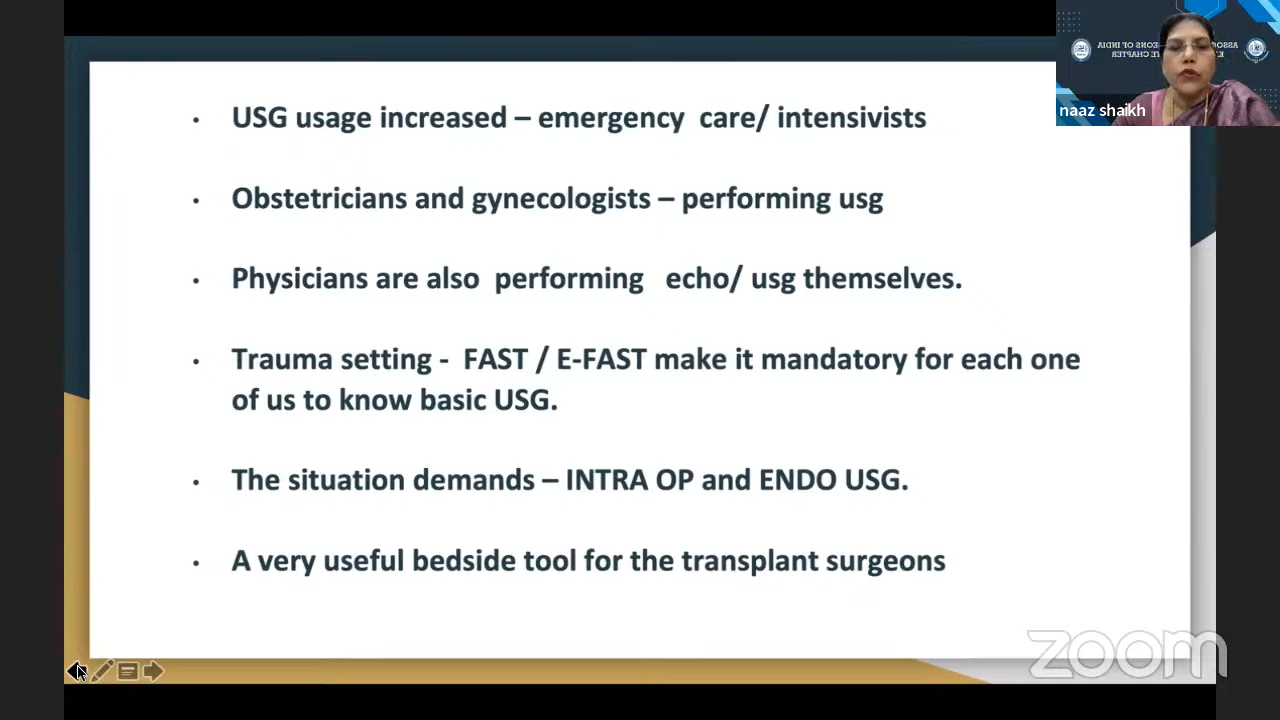 USG usage increased – emergency care/ intensivists
Obstetricians and gynecologists – performing usg
Physicians are also performing echo/ usg themselves.
Trauma setting - FAST / E-FAST make it mandatory for each one
of us to know basic USG.
The situation demands – INTRA OP and ENDO USG.
A very useful bedside tool for the transplant surgeons
naaz shaikh
zoom